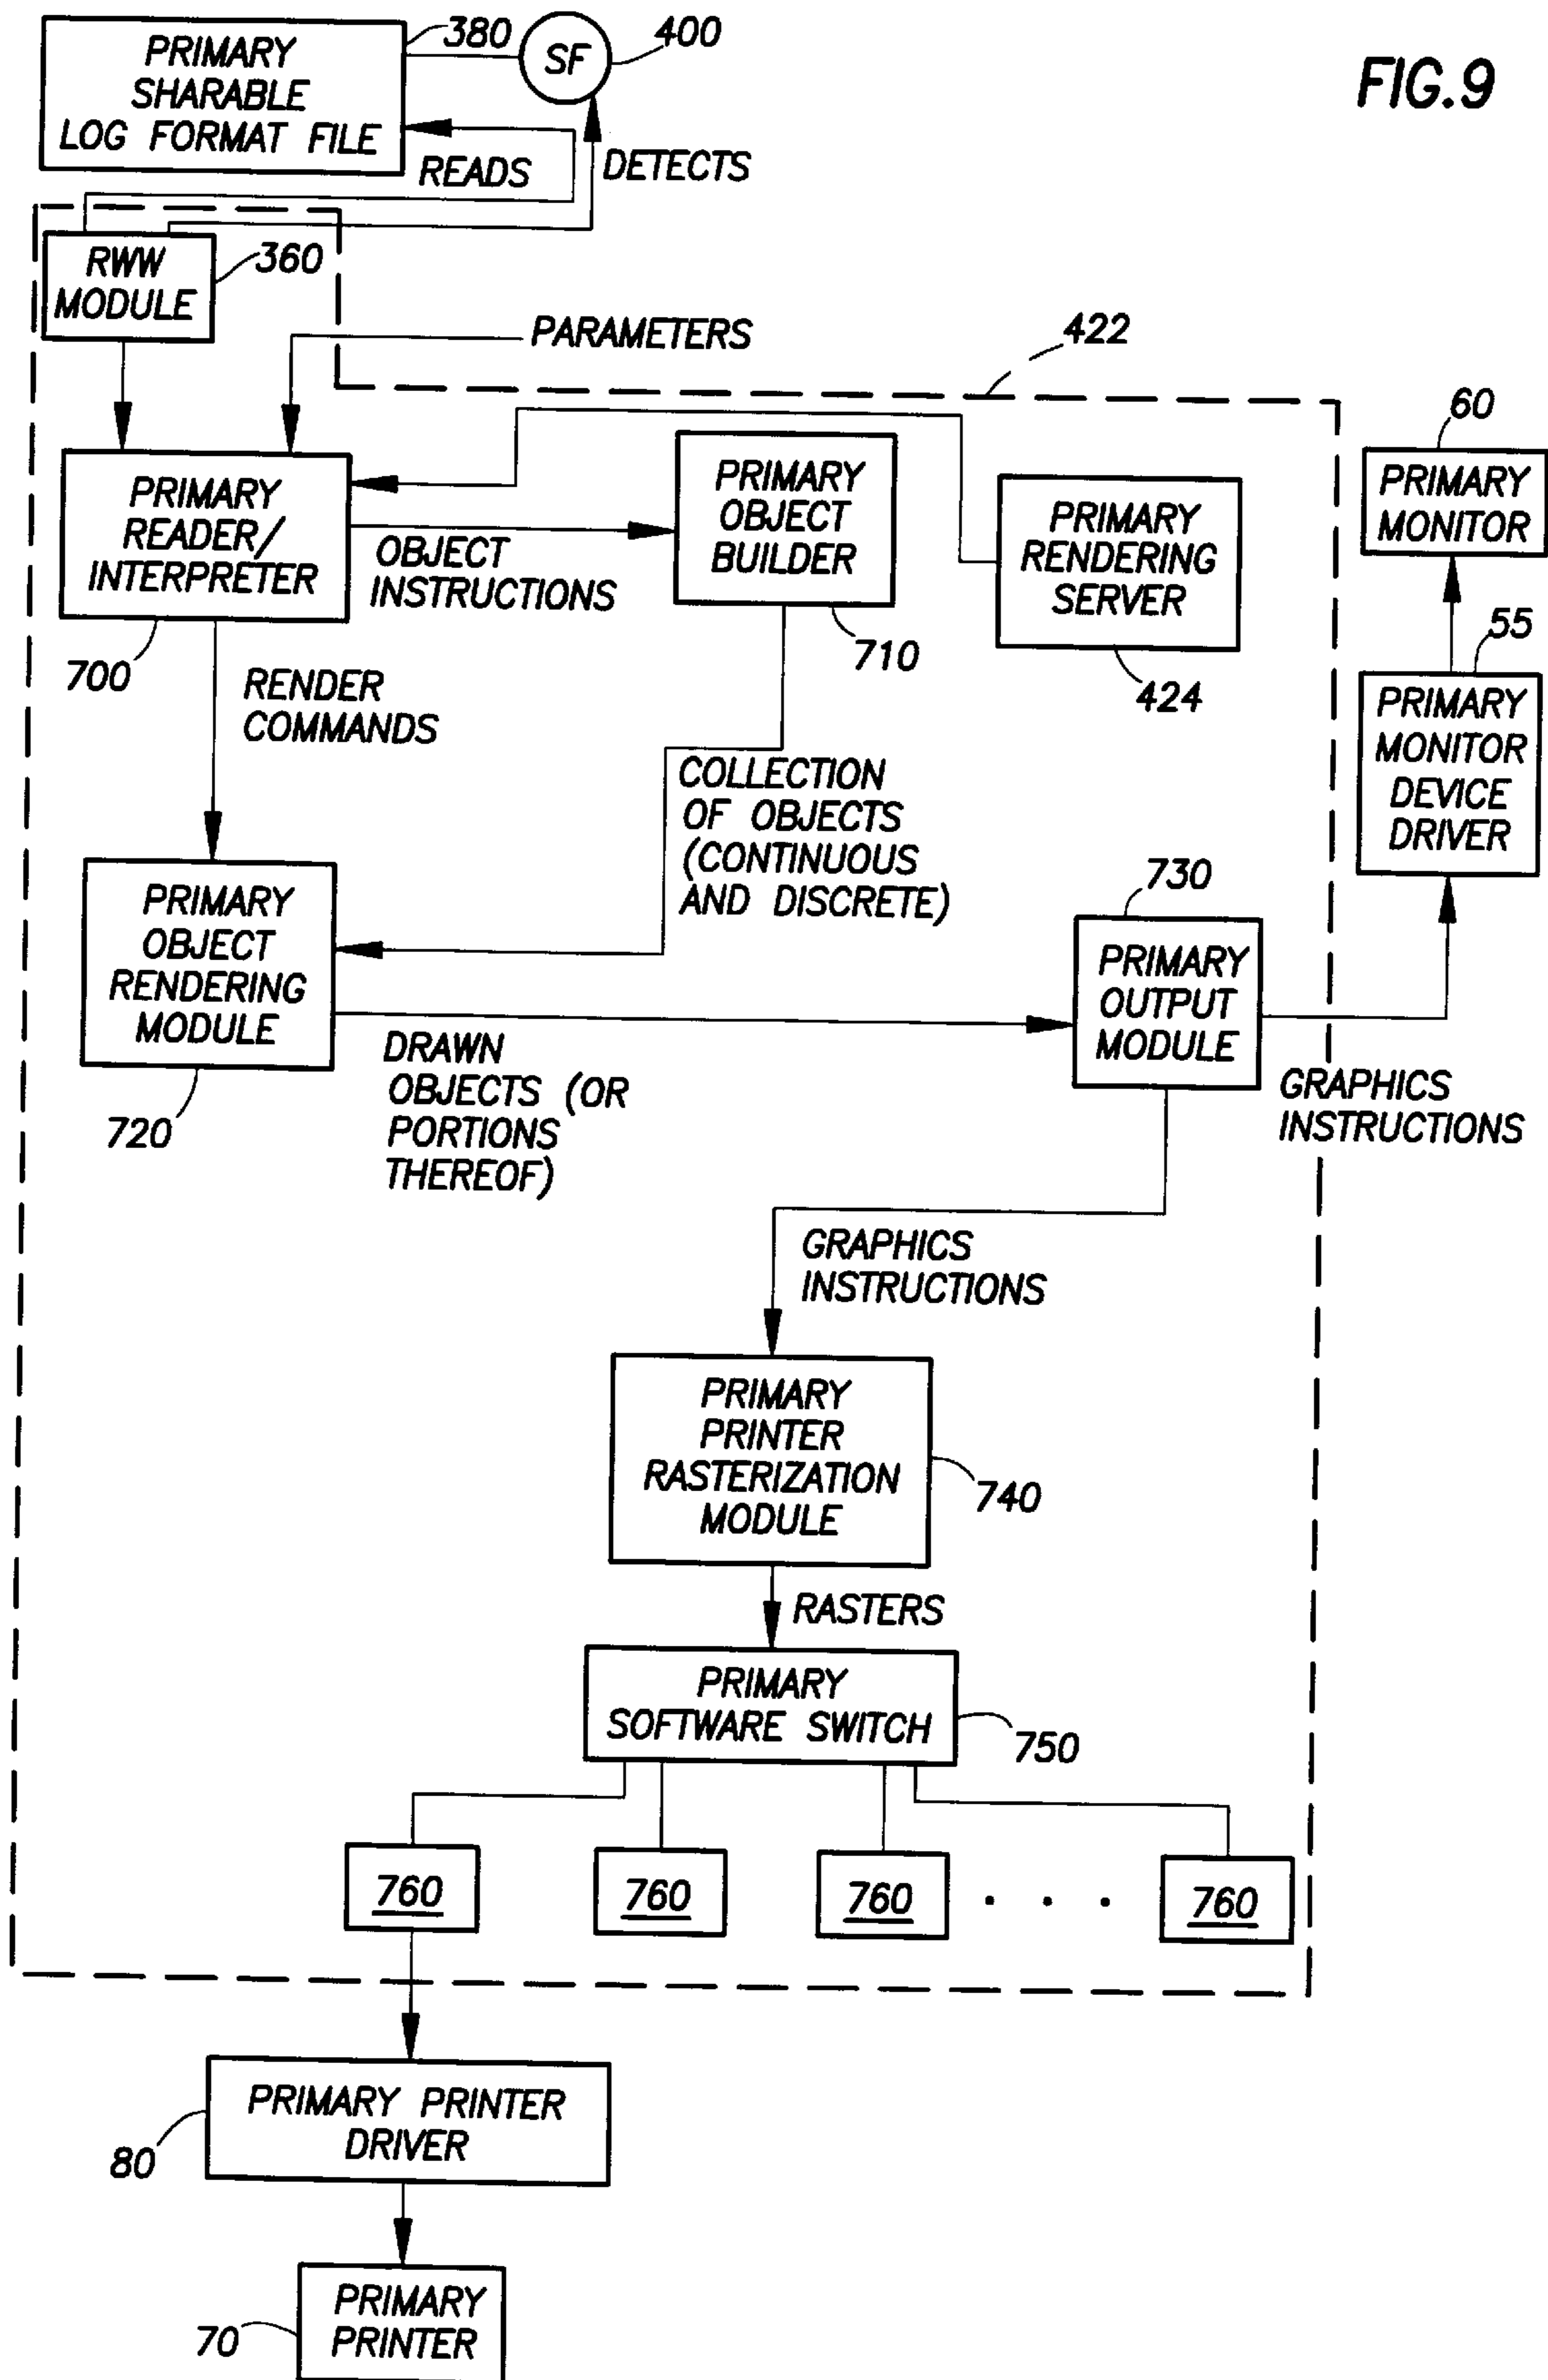 FIG.9
PRIMARY
SHARABLE
LOG FORMAT FILE
380
SF
400
READS
DETECTS
RWW
MODULE
360
PARAMETERS
422
PRIMARY
READER/
INTERPRETER
700
OBJECT
INSTRUCTIONS
PRIMARY
OBJECT
BUILDER
710
PRIMARY
RENDERING
SERVER
424
60
PRIMARY
MONITOR
55
PRIMARY
MONITOR
DEVICE
DRIVER
RENDER
COMMANDS
COLLECTION
OF OBJECTS
(CONTINUOUS
AND DISCRETE)
PRIMARY
OBJECT
RENDERING
MODULE
720
DRAWN
OBJECTS (OR
PORTIONS
THEREOF)
730
PRIMARY
OUTPUT
MODULE
GRAPHICS
INSTRUCTIONS
GRAPHICS
INSTRUCTIONS
PRIMARY
PRINTER
RASTERIZATION
MODULE
740
RASTERS
PRIMARY
SOFTWARE SWITCH
750
760
760
760
. . .
760
PRIMARY PRINTER
DRIVER
80
PRIMARY
PRINTER
70